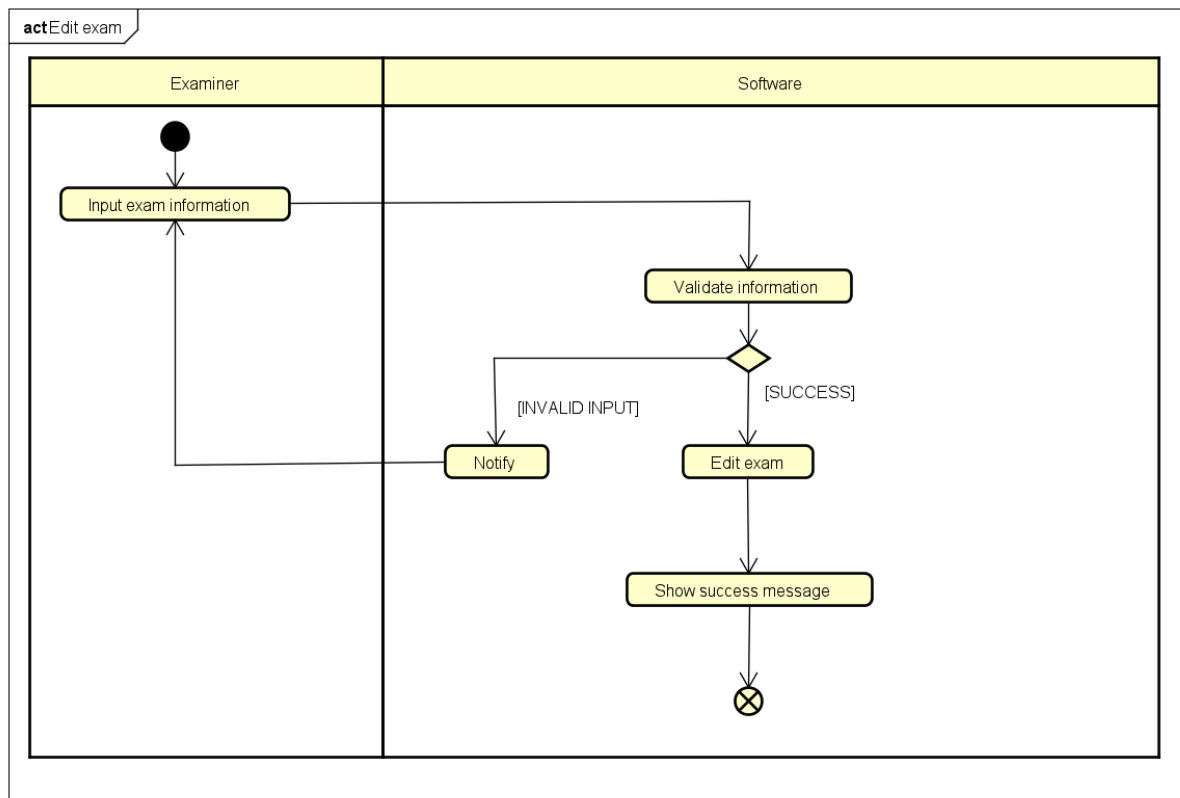 act Edit exam
Examiner
Software
Input exam information
Validate information
[SUCCESS]
[INVALID INPUT]
Notify
Edit exam
Show success message